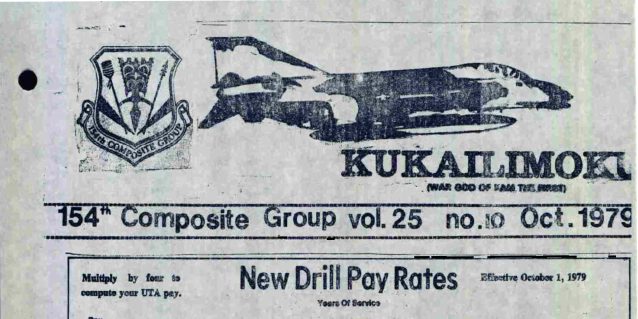 154th COMPOSITE GROUP
KUKAILIMOKU
(WAR GOD OF KAM THE FIRST)
154th Composite Group vol. 25 no. 10 Oct. 1979
Multiply by four to
compute your UTA pay.
New Drill Pay Rates
Effective October 1, 1979
Years Of Service